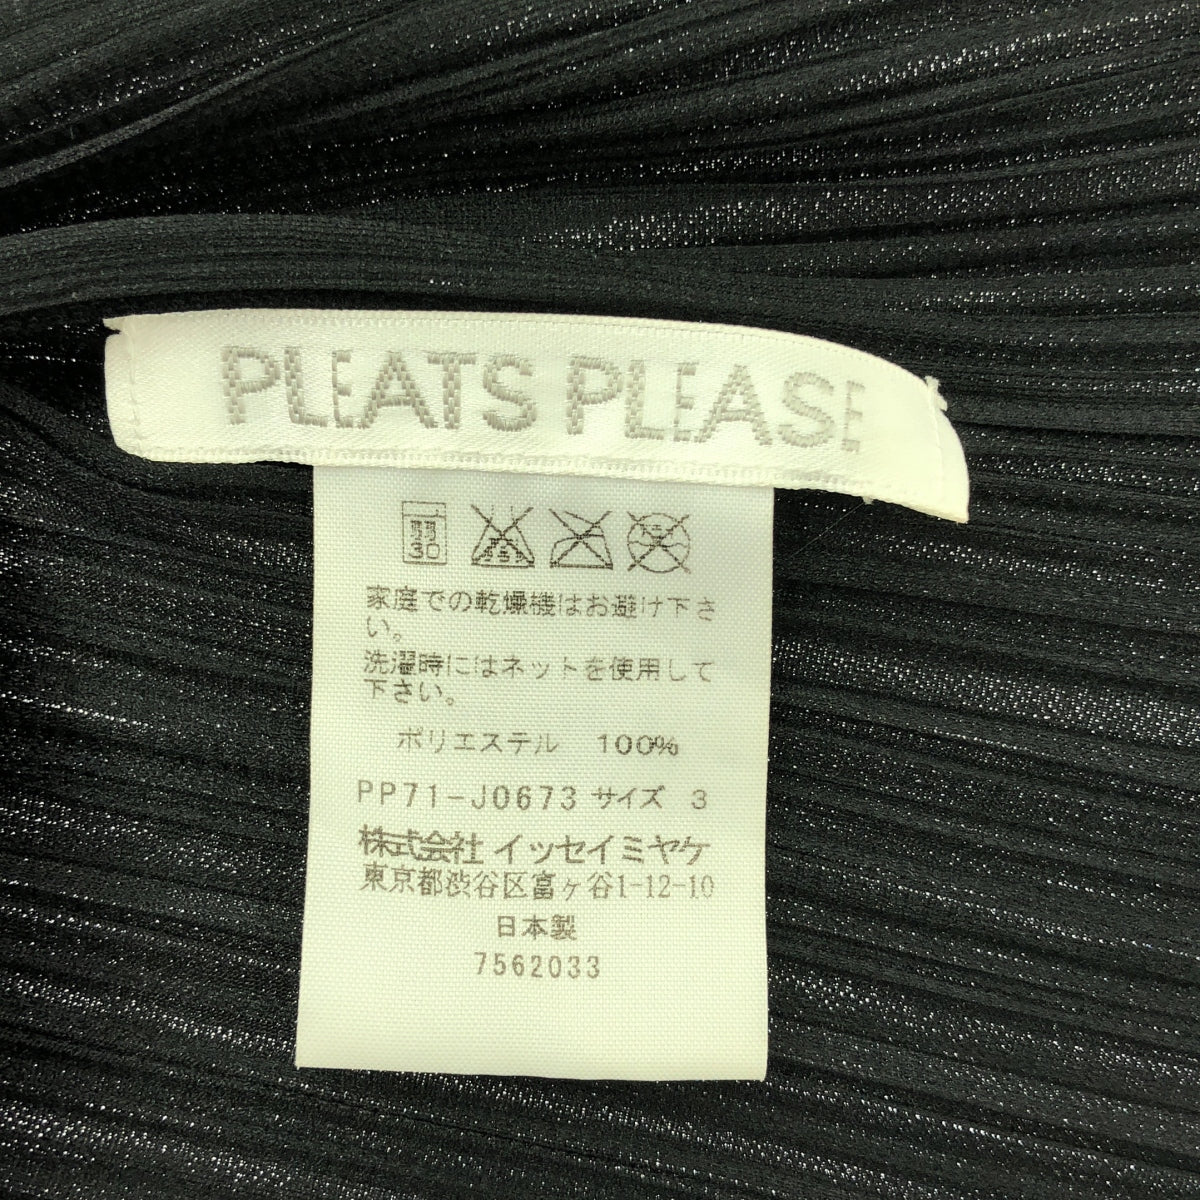 PLEATS PLEASE
弱
30
家庭での乾燥機はお避け下さ
い。
洗濯時にはネットを使用して
下さい。
ポリエステル 100%
PP71-J0673 サイズ 3
株式会社 イッセイミヤケ
東京都渋谷区富ヶ谷1-12-10
日本製
7562033